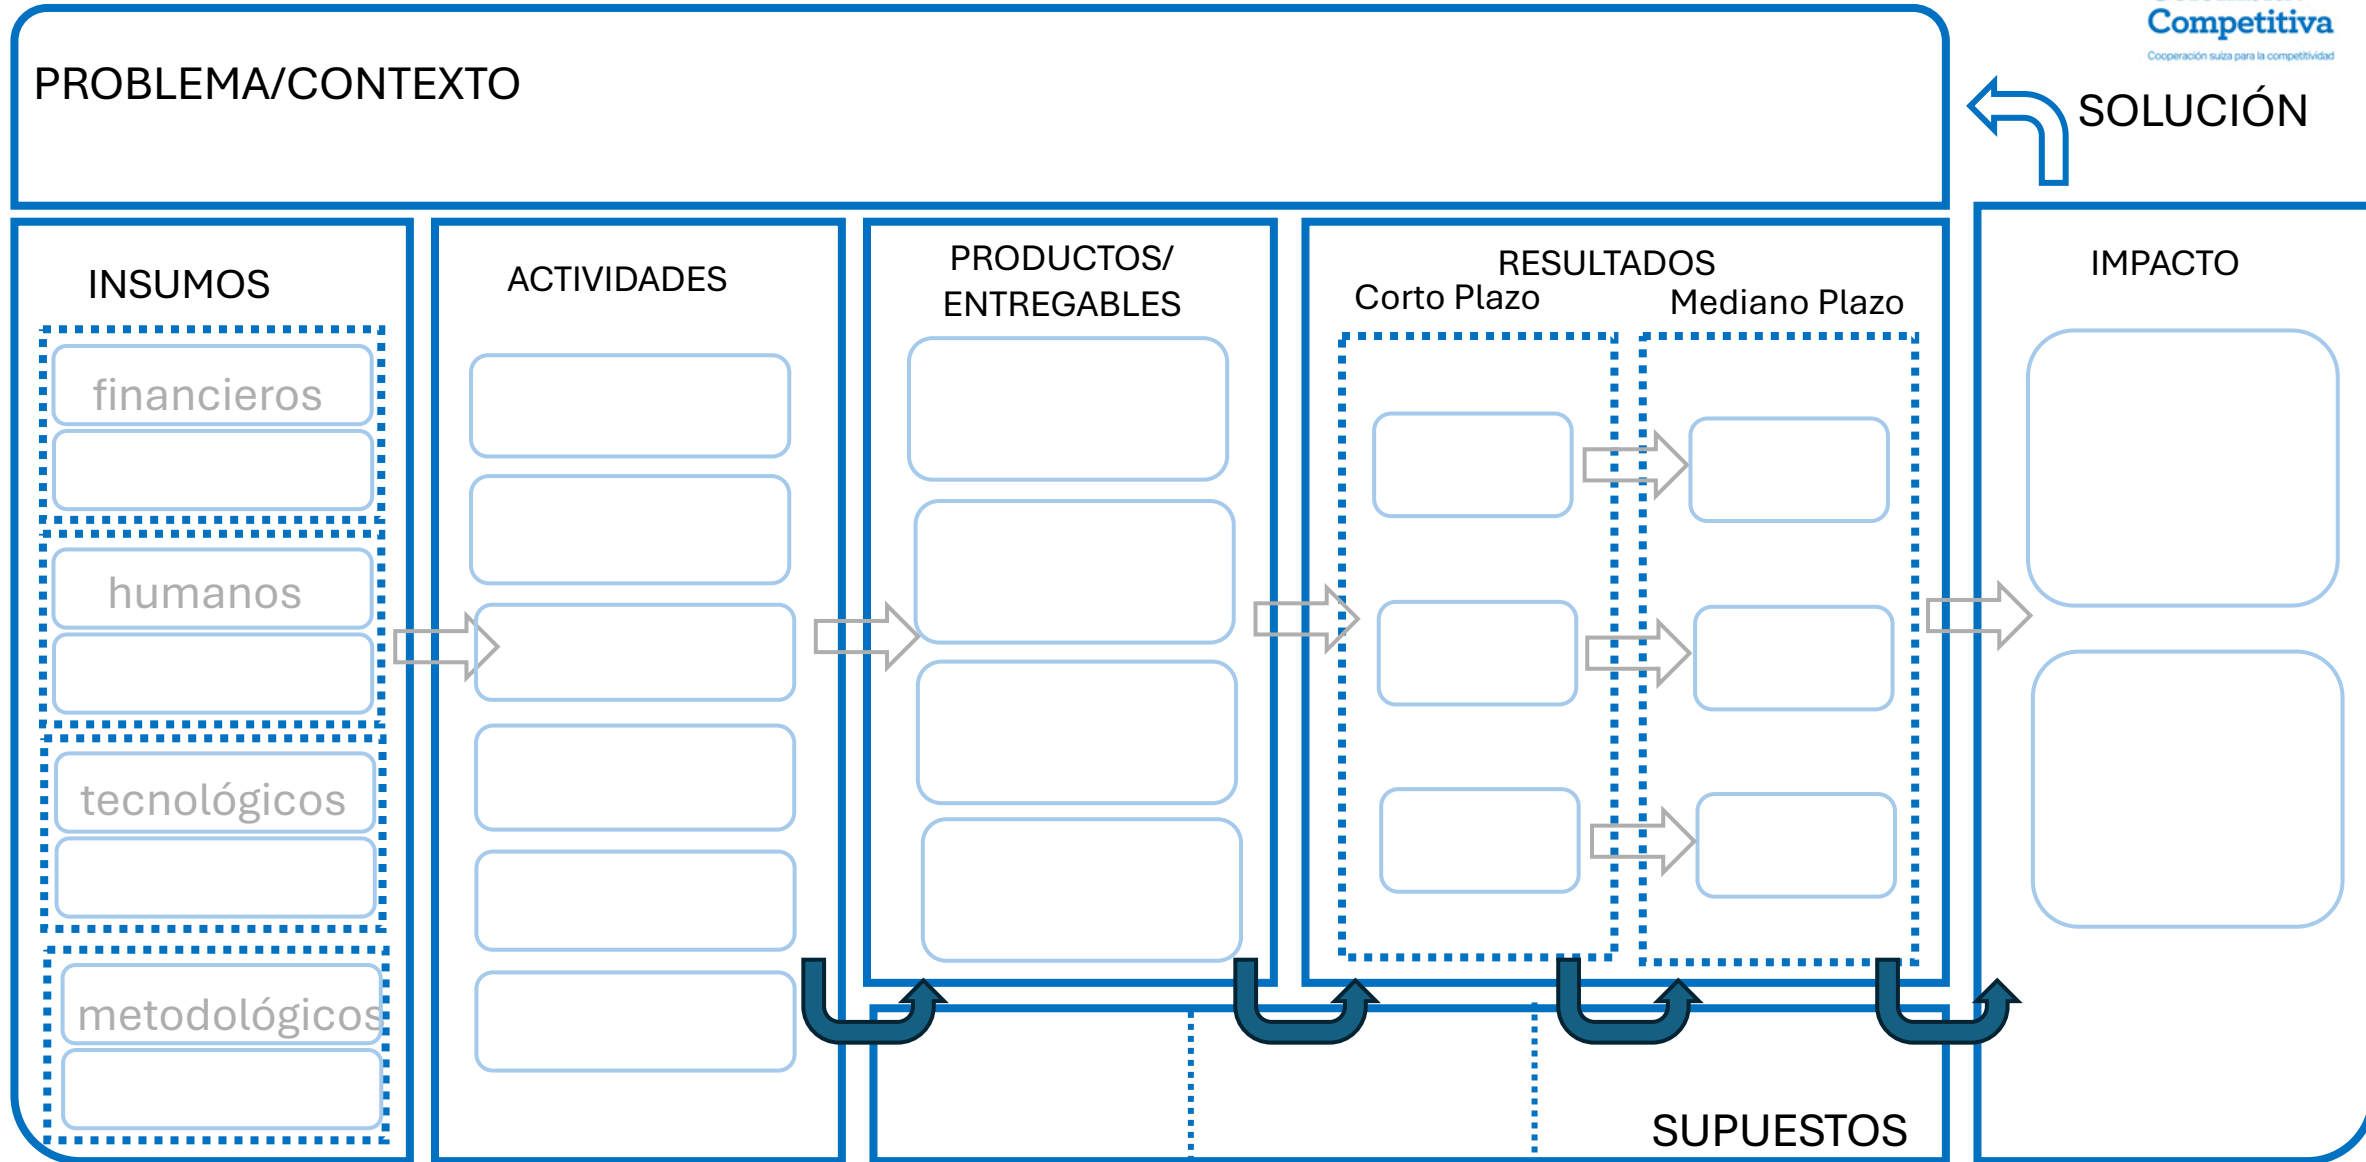 Competitiva
Cooperación suiza para la competitividad
PROBLEMA/CONTEXTO
SOLUCIÓN
INSUMOS
financieros
humanos
tecnológicos
metodológicos
ACTIVIDADES
PRODUCTOS/
ENTREGABLES
RESULTADOS
Corto Plazo
Mediano Plazo
IMPACTO
SUPUESTOS